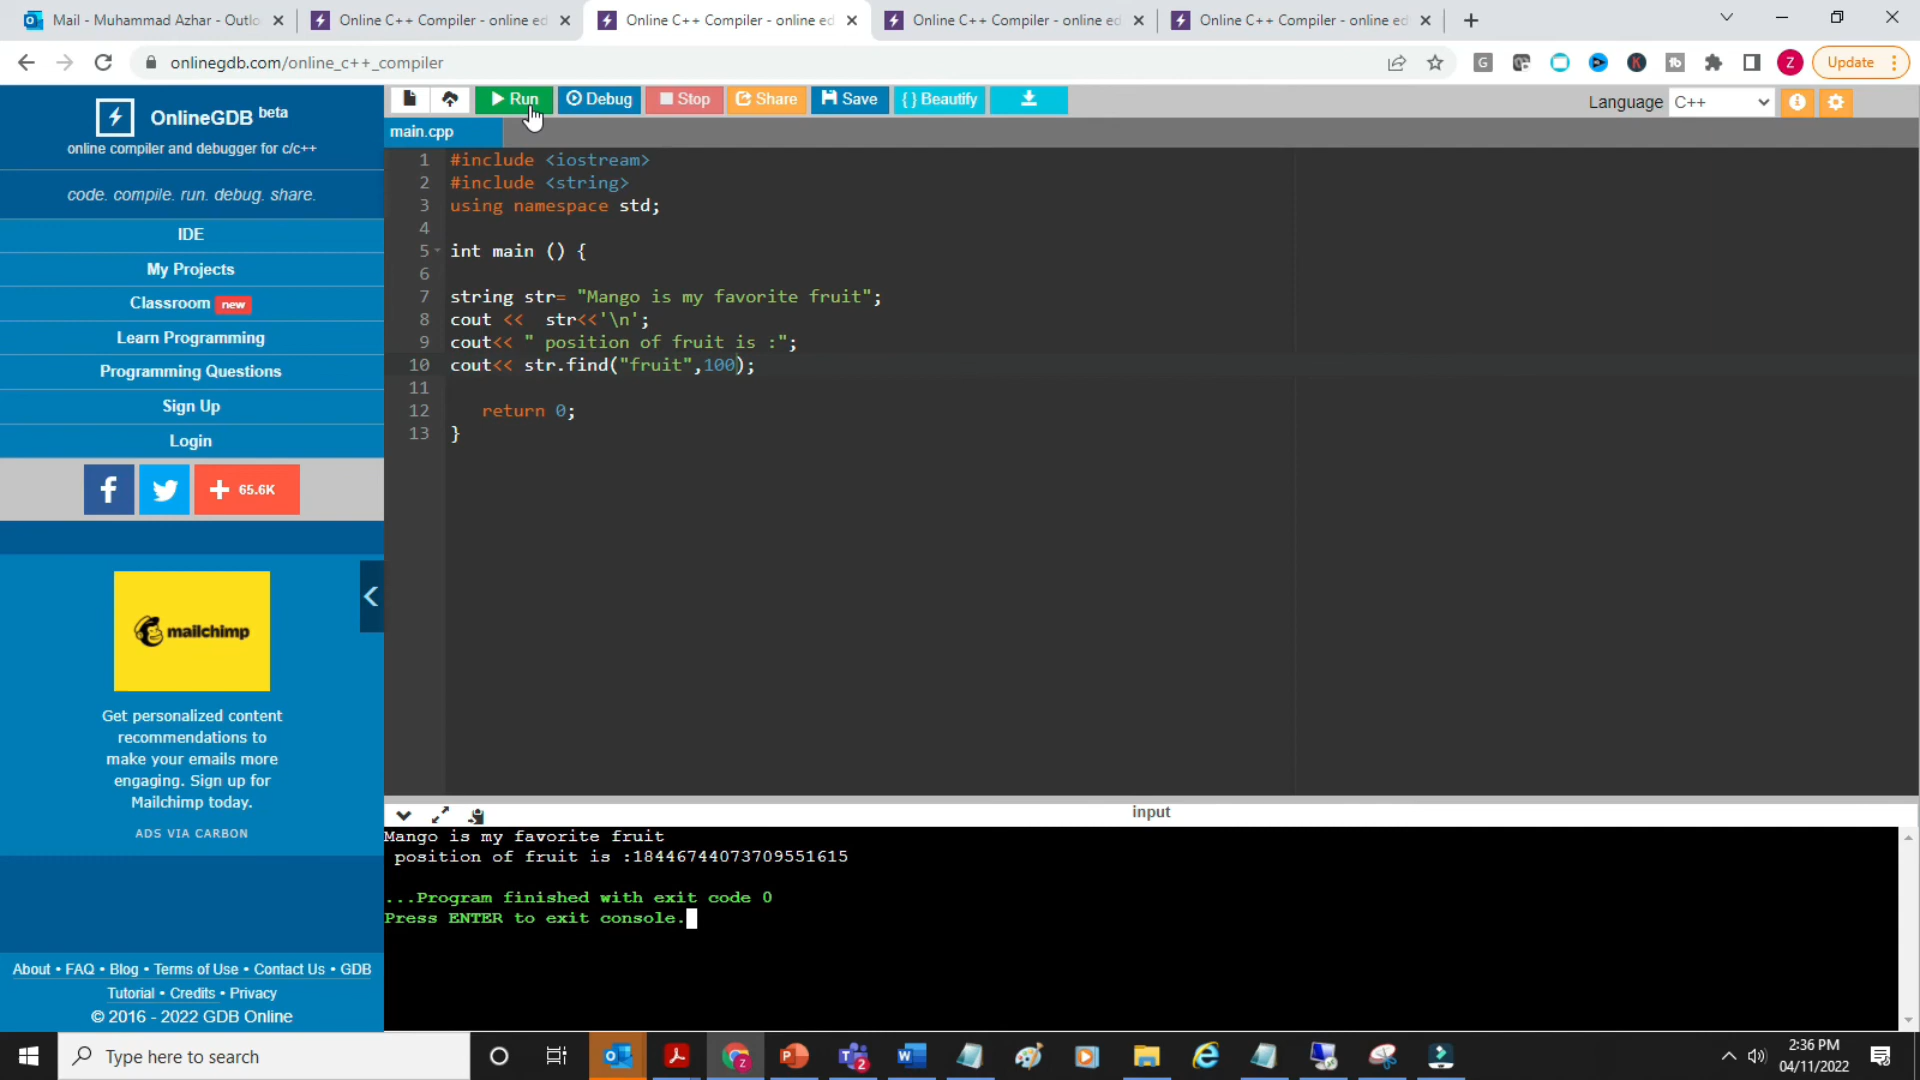 Mail - Muhammad Azhar - Outlo
Online C++ Compiler - online ed
Online C++ Compiler - online ed
Online C++ Compiler - online ed
Online C++ Compiler - online ed
onlinegdb.com/online_c++_compiler
G
K
tb
Z
Update
OnlineGDB beta
online compiler and debugger for c/c++
code. compile. run. debug. share.
IDE
My Projects
Classroom new
Learn Programming
Programming Questions
Sign Up
Login
65.6K
mailchimp
Get personalized content
recommendations to
make your emails more
engaging. Sign up for
Mailchimp today.
ADS VIA CARBON
About • FAQ • Blog • Terms of Use • Contact Us • GDB
Tutorial • Credits • Privacy
© 2016 - 2022 GDB Online
Run
Debug
Stop
Share
Save
{ } Beautify
Language C++
main.cpp
1 #include <iostream>
2 #include <string>
3 using namespace std;
4
5 int main () {
6
7 string str= "Mango is my favorite fruit";
8 cout <<  str<<'\n';
9 cout<< " position of fruit is :";
10 cout<< str.find("fruit",100);
11
12    return 0;
13 }
input
Mango is my favorite fruit
 position of fruit is :18446744073709551615
...Program finished with exit code 0
Press ENTER to exit console.
Type here to search
2:36 PM
04/11/2022